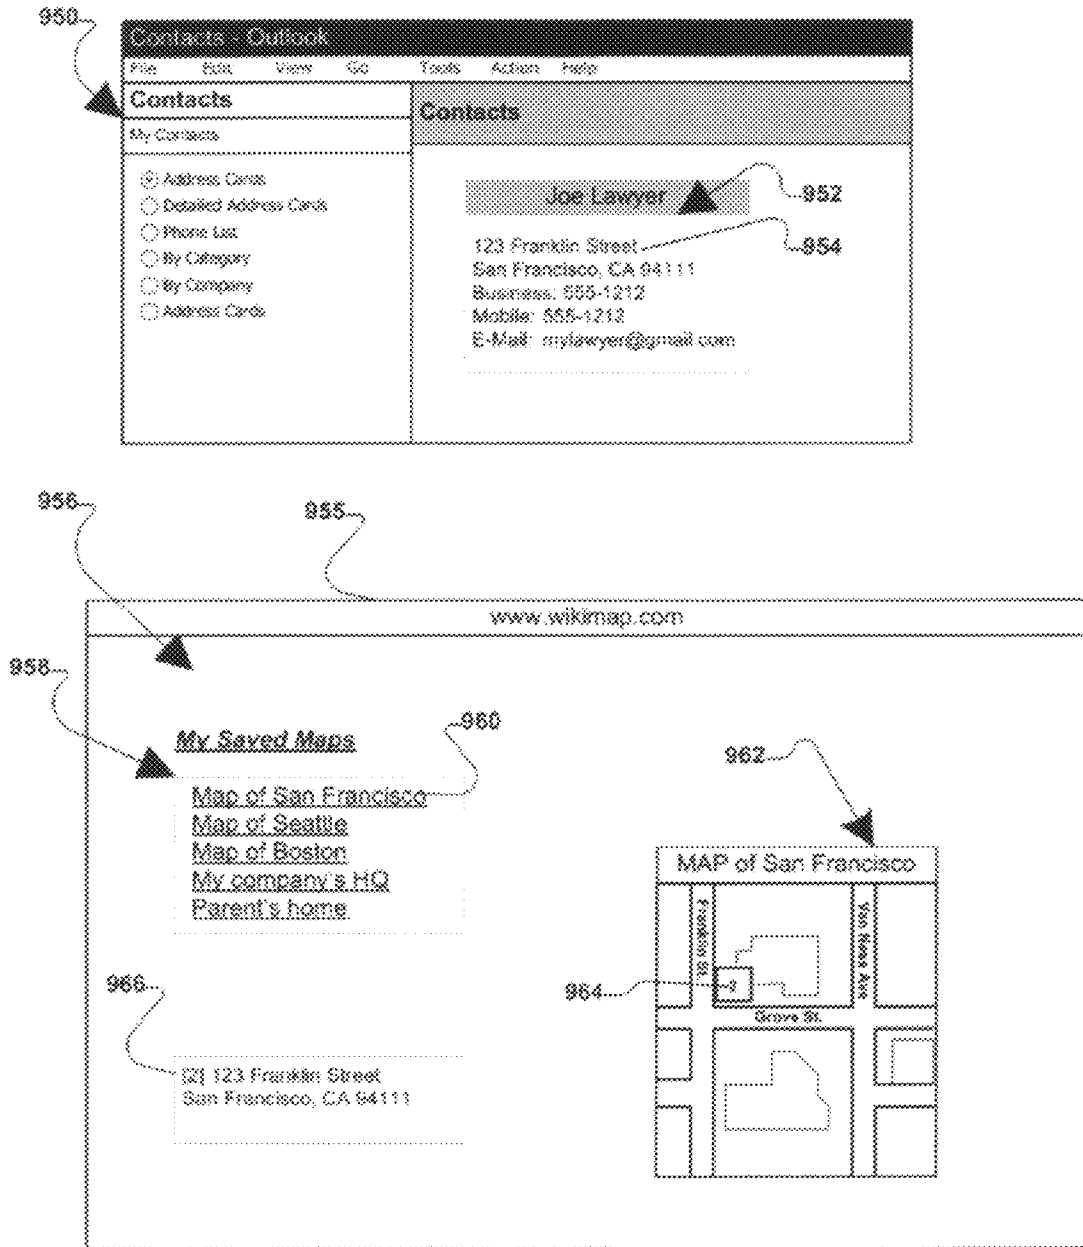 950
Contacts - Outlook
File Edit View Go Tools Action Help
Contacts
My Contacts
Address Cards
Detailed Address Cards
Phone List
By Category
By Company
Address Cards
Contacts
Joe Lawyer
952
123 Franklin Street
954
San Francisco, CA 94111
Business: 555-1212
Mobile: 555-1212
E-Mail: mylawyer@gmail.com
956
955
www.wikimap.com
958
My Saved Maps
960
Map of San Francisco
Map of Seattle
Map of Boston
My company's HQ
Parent's home
962
MAP of San Francisco
Franklin St.
Van Ness Ave
964
2
Grove St.
966
[2] 123 Franklin Street
San Francisco, CA 94111